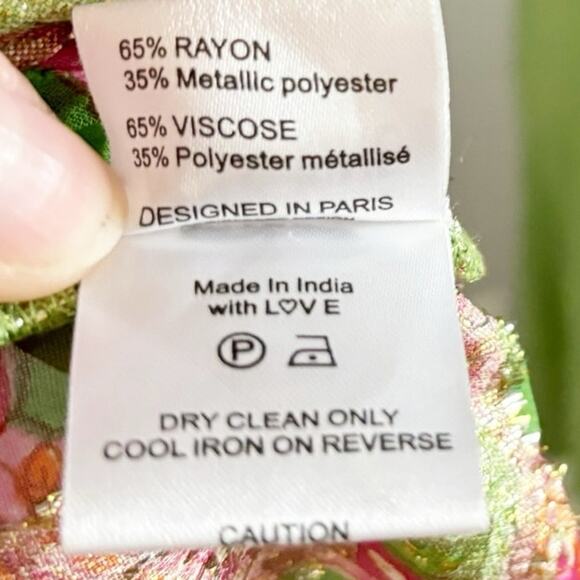 65% RAYON
35% Metallic polyester
65% VISCOSE
35% Polyester métallisé
DESIGNED IN PARIS
Made In India
with L♡VE
P
DRY CLEAN ONLY
COOL IRON ON REVERSE
CAUTION